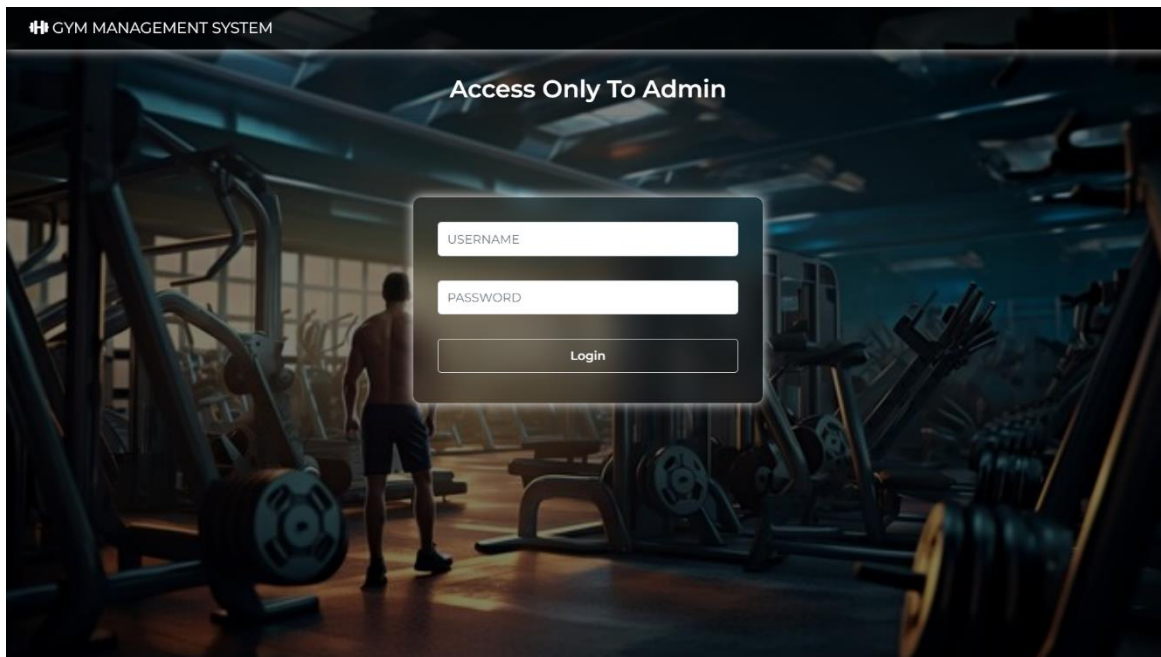 GYM MANAGEMENT SYSTEM
Access Only To Admin
USERNAME
PASSWORD
Login